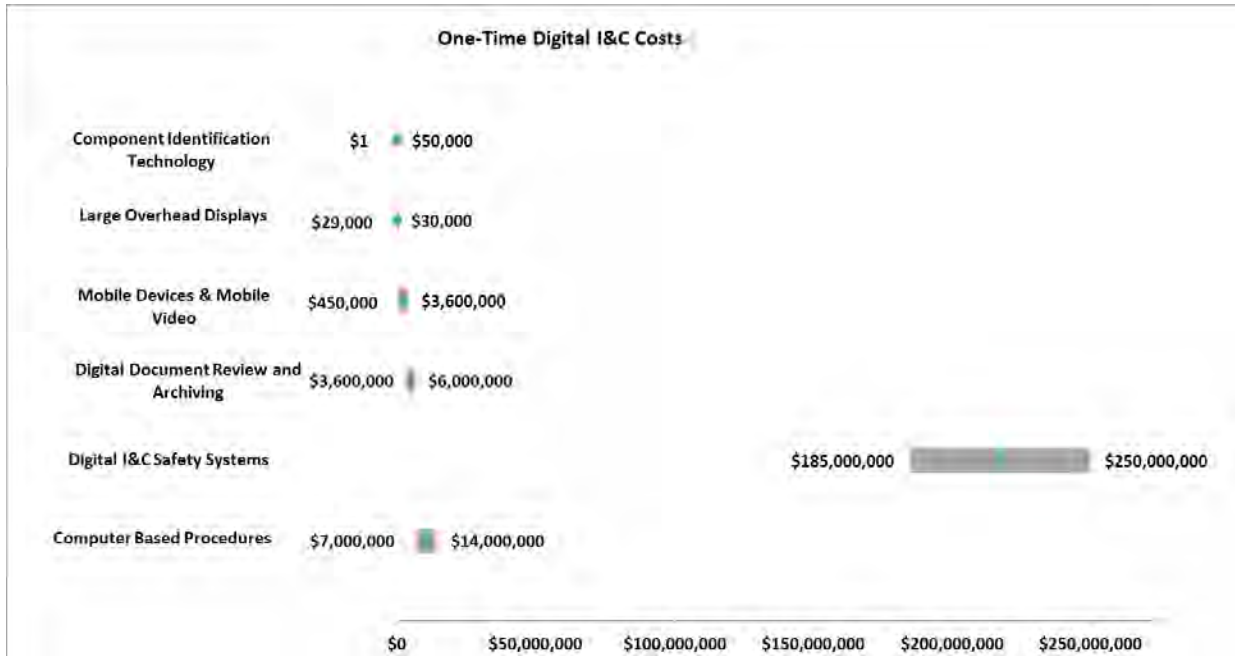 One-Time Digital I&C Costs
Component Identification
Technology
$1
$50,000
Large Overhead Displays
$29,000
$30,000
Mobile Devices & Mobile
Video
$450,000
$3,600,000
Digital Document Review and
Archiving
$3,600,000
$6,000,000
Digital I&C Safety Systems
$185,000,000
$250,000,000
Computer Based Procedures
$7,000,000
$14,000,000
$0
$50,000,000
$100,000,000
$150,000,000
$200,000,000
$250,000,000